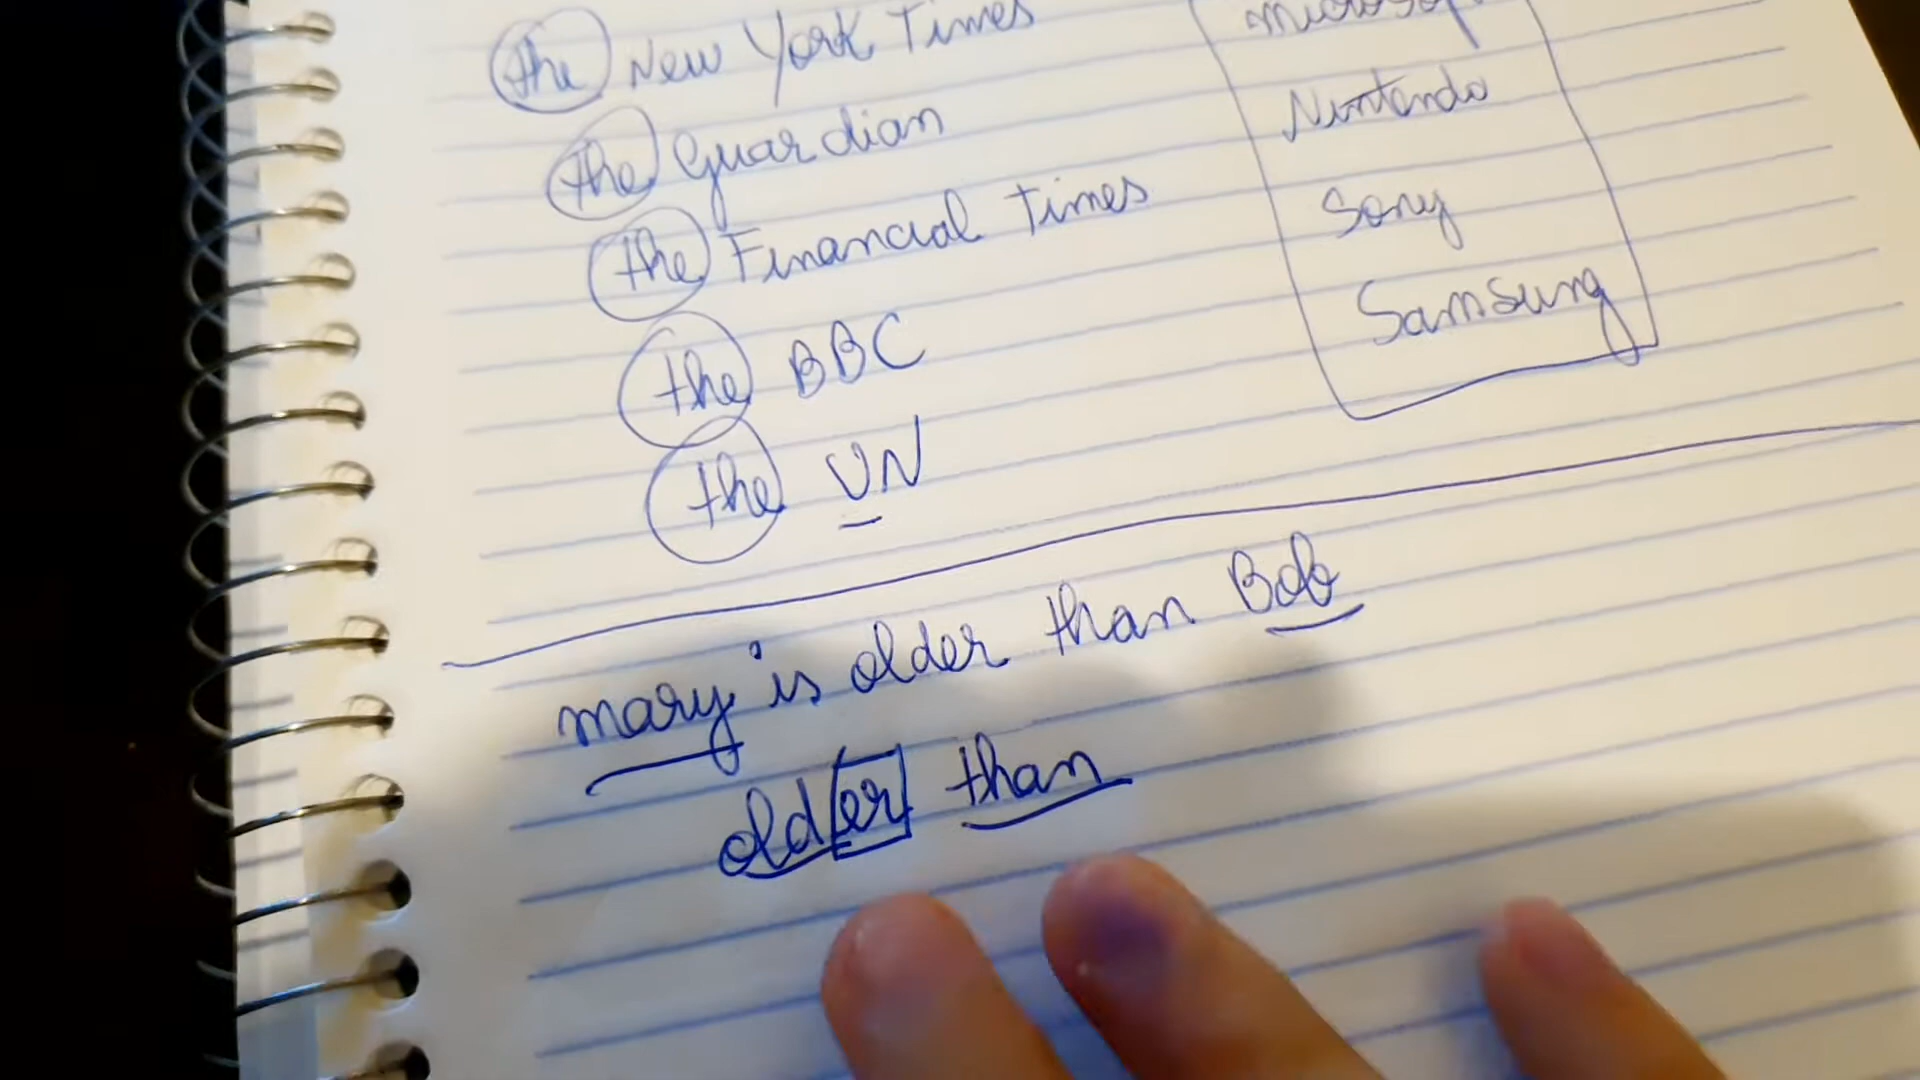 the New York Times
the Guardian
the Financial Times
the BBC
the UN
Microsoft
Nintendo
Sony
Samsung
mary is older than Bob
older than